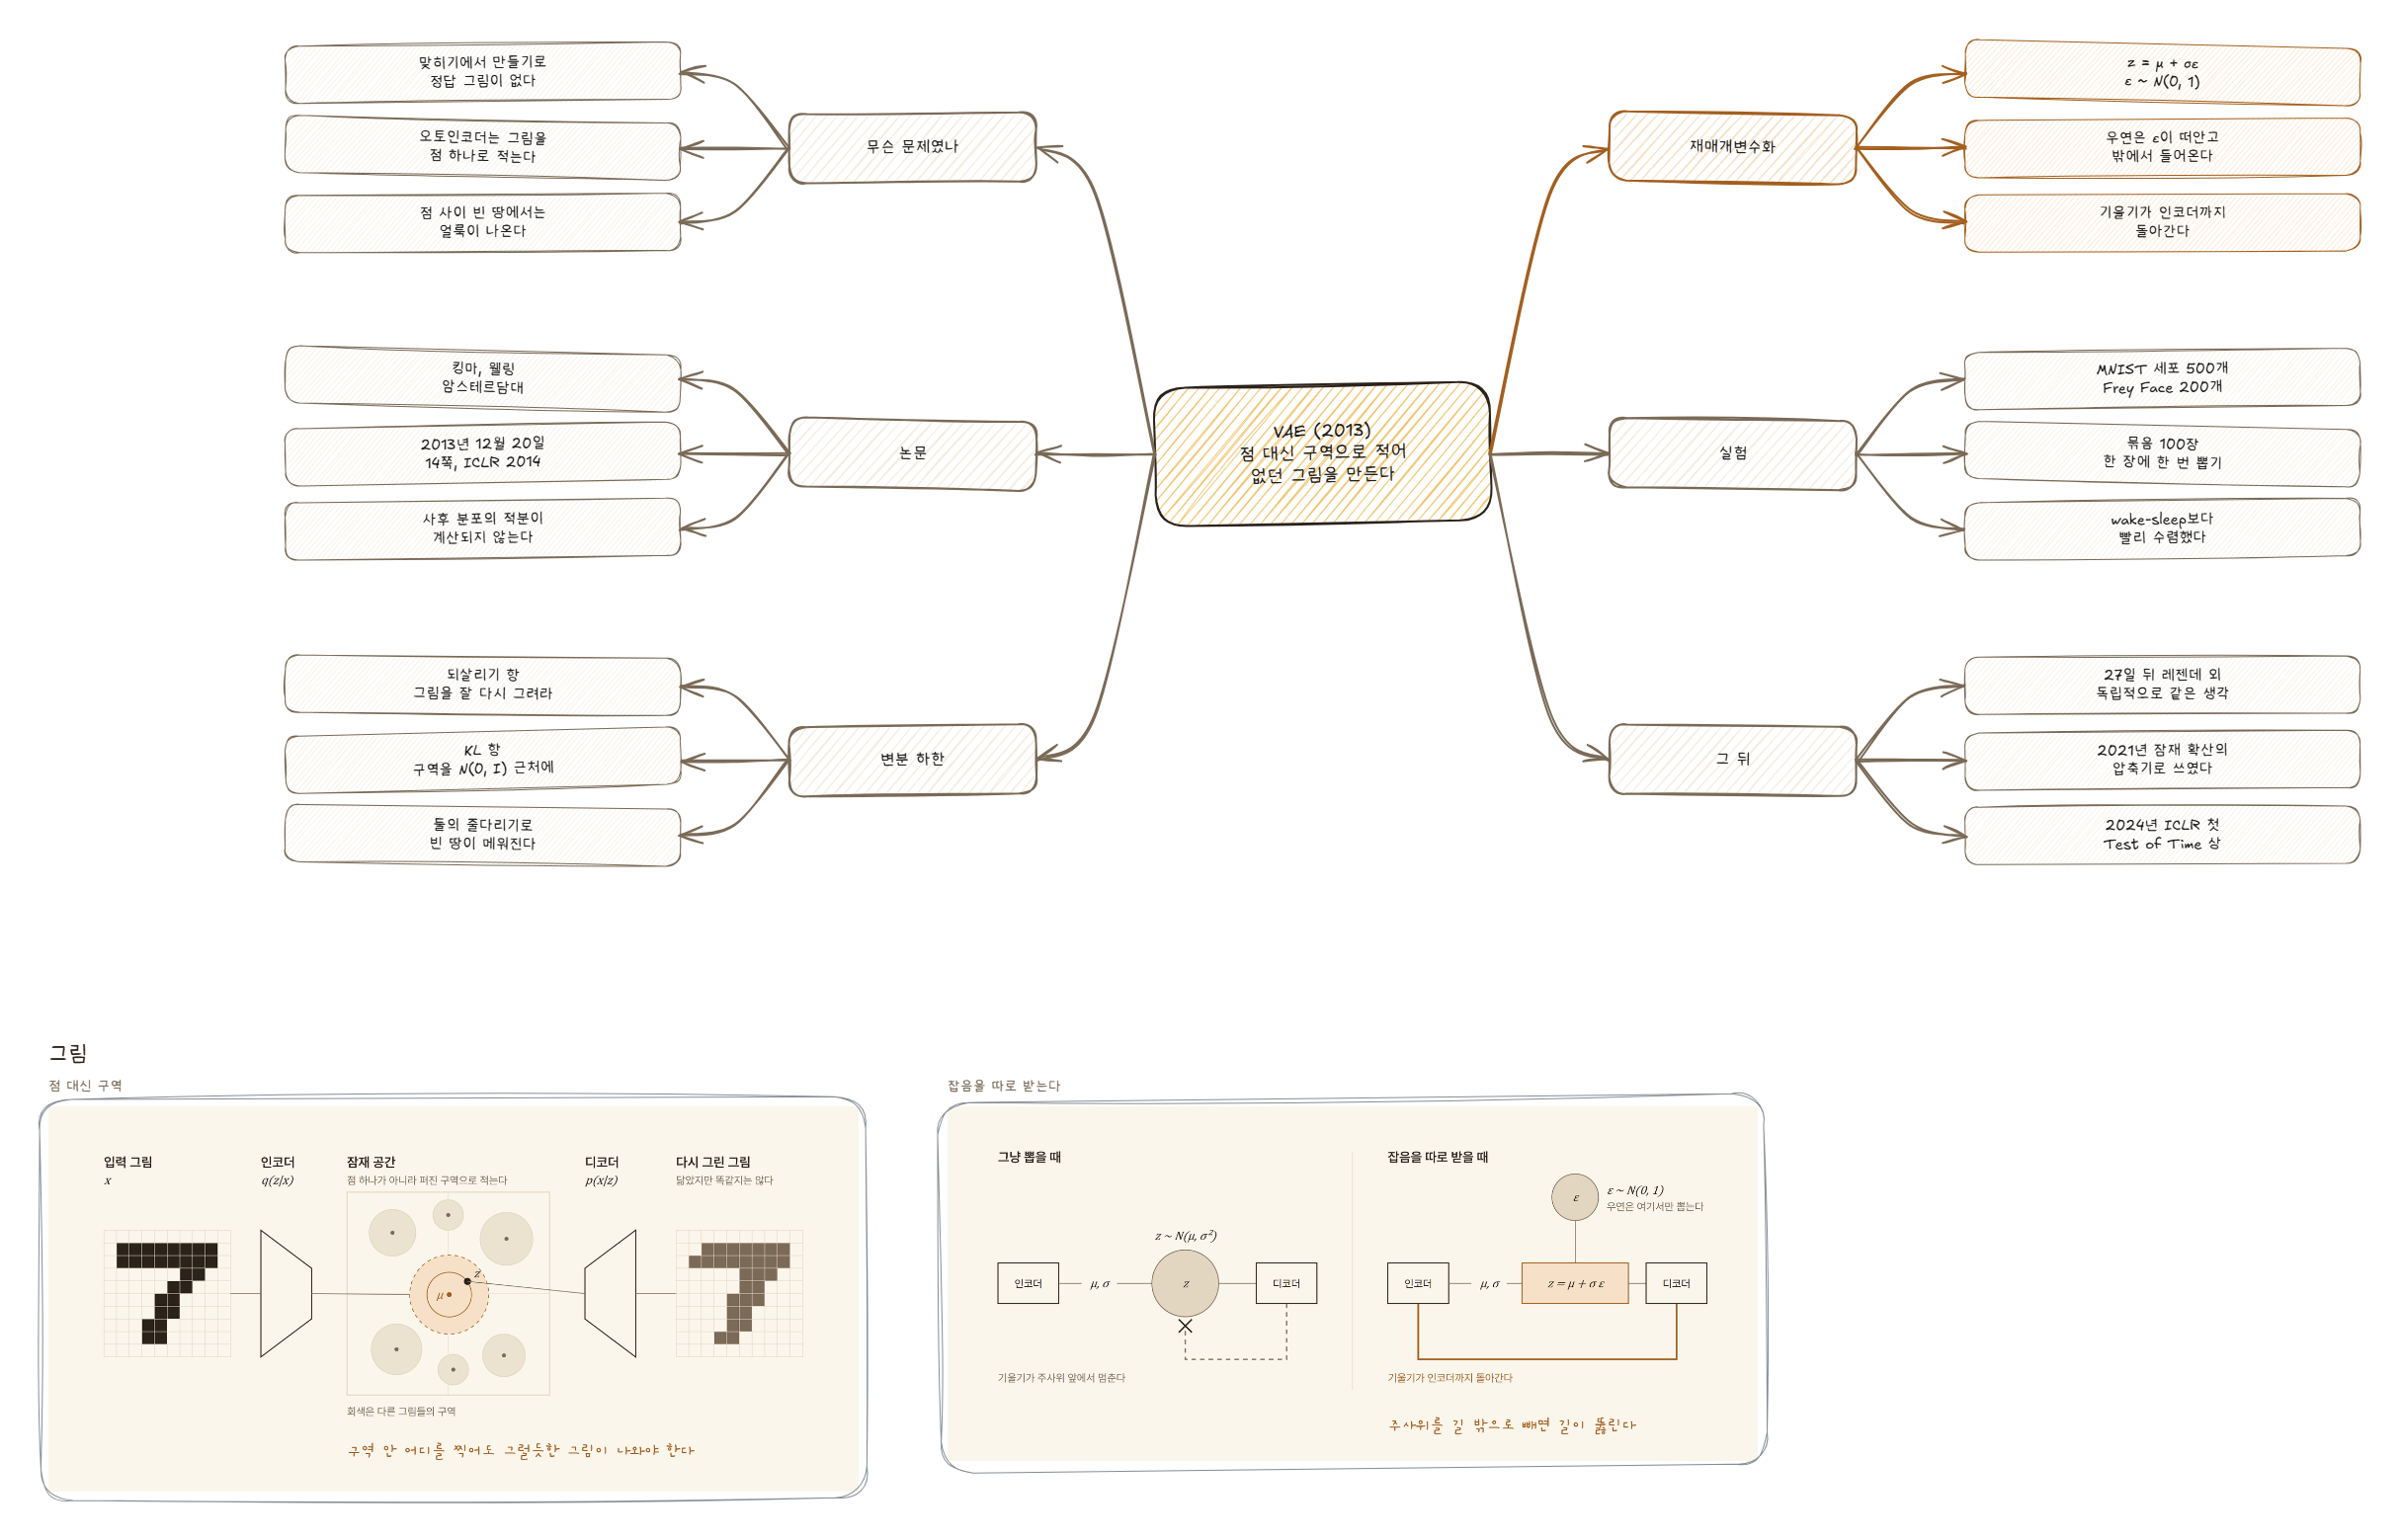 맞히기에서 만들기로
정답 그림이 없다
오토인코더는 그림을
점 하나로 적는다
점 사이 빈 땅에서는
얼룩이 나온다
무슨 문제였나
킹마, 웰링
암스테르담대
2013년 12월 20일
14쪽, ICLR 2014
사후 분포의 적분이
계산되지 않는다
논문
되살리기 항
그림을 잘 다시 그려라
KL 항
구역을 N(0, I) 근처에
둘의 줄다리기로
빈 땅이 메워진다
변분 하한
VAE (2013)
점 대신 구역으로 적어
없던 그림을 만든다
재매개변수화
z = μ + σε
ε ~ N(0, 1)
우연은 ε이 떠안고
밖에서 들어온다
기울기가 인코더까지
돌아간다
실험
MNIST 세포 500개
Frey Face 200개
묶음 100장
한 장에 한 번 뽑기
wake-sleep보다
빨리 수렴했다
그 뒤
27일 뒤 레젠데 외
독립적으로 같은 생각
2021년 잠재 확산의
압축기로 쓰였다
2024년 ICLR 첫
Test of Time 상
그림
점 대신 구역
입력 그림
x
인코더
q(z|x)
잠재 공간
점 하나가 아니라 퍼진 구역으로 적는다
디코더
p(x|z)
다시 그린 그림
닮았지만 똑같지는 않다
z
μ
회색은 다른 그림들의 구역
구역 안 어디를 찍어도 그럴듯한 그림이 나와야 한다
잡음을 따로 받는다
그냥 뽑을 때
z ~ N(μ, σ²)
인코더
μ, σ
z
디코더
기울기가 주사위 앞에서 멈춘다
잡음을 따로 받을 때
ε
ε ~ N(0, 1)
우연은 여기서만 뽑는다
인코더
μ, σ
z = μ + σ ε
디코더
기울기가 인코더까지 돌아간다
주사위를 길 밖으로 빼면 길이 뚫린다